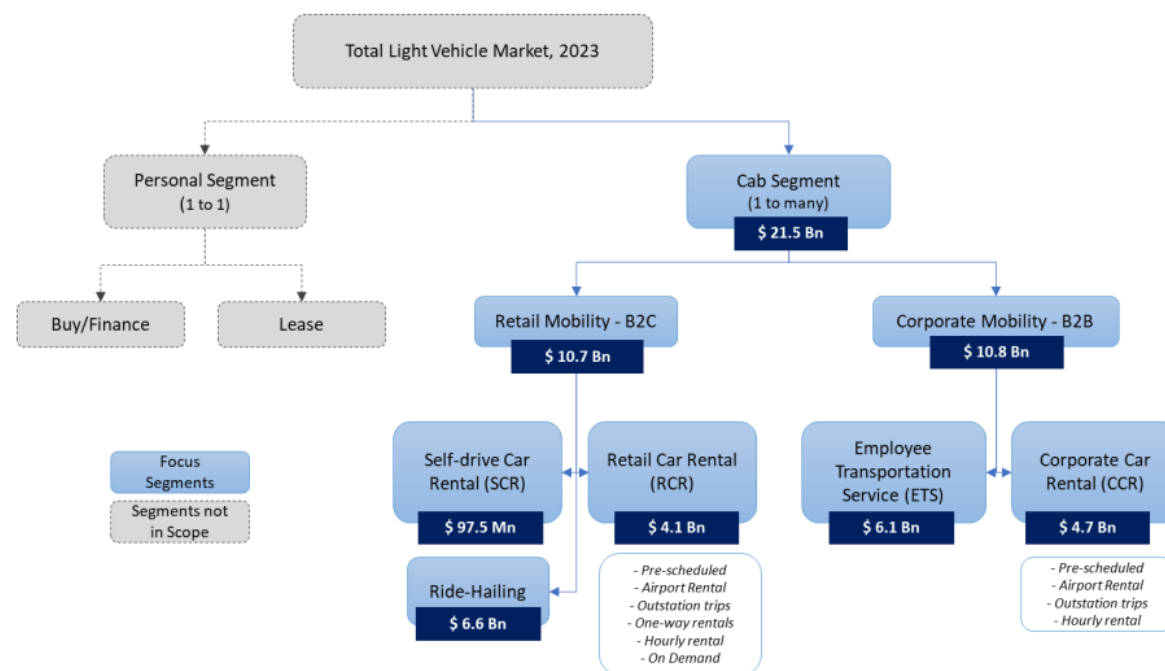 Total Light Vehicle Market, 2023
Personal Segment
(1 to 1)
Cab Segment
(1 to many)
$ 21.5 Bn
Buy/Finance
Lease
Retail Mobility - B2C
$ 10.7 Bn
Corporate Mobility - B2B
$ 10.8 Bn
Focus
Segments
Segments not
in Scope
Self-drive Car
Rental (SCR)
$ 97.5 Mn
Retail Car Rental
(RCR)
$ 4.1 Bn
Employee
Transportation
Service (ETS)
$ 6.1 Bn
Corporate Car
Rental (CCR)
$ 4.7 Bn
Ride-Hailing
$ 6.6 Bn
- Pre-scheduled
- Airport Rental
- Outstation trips
- One-way rentals
- Hourly rental
- On Demand
- Pre-scheduled
- Airport Rental
- Outstation trips
- Hourly rental